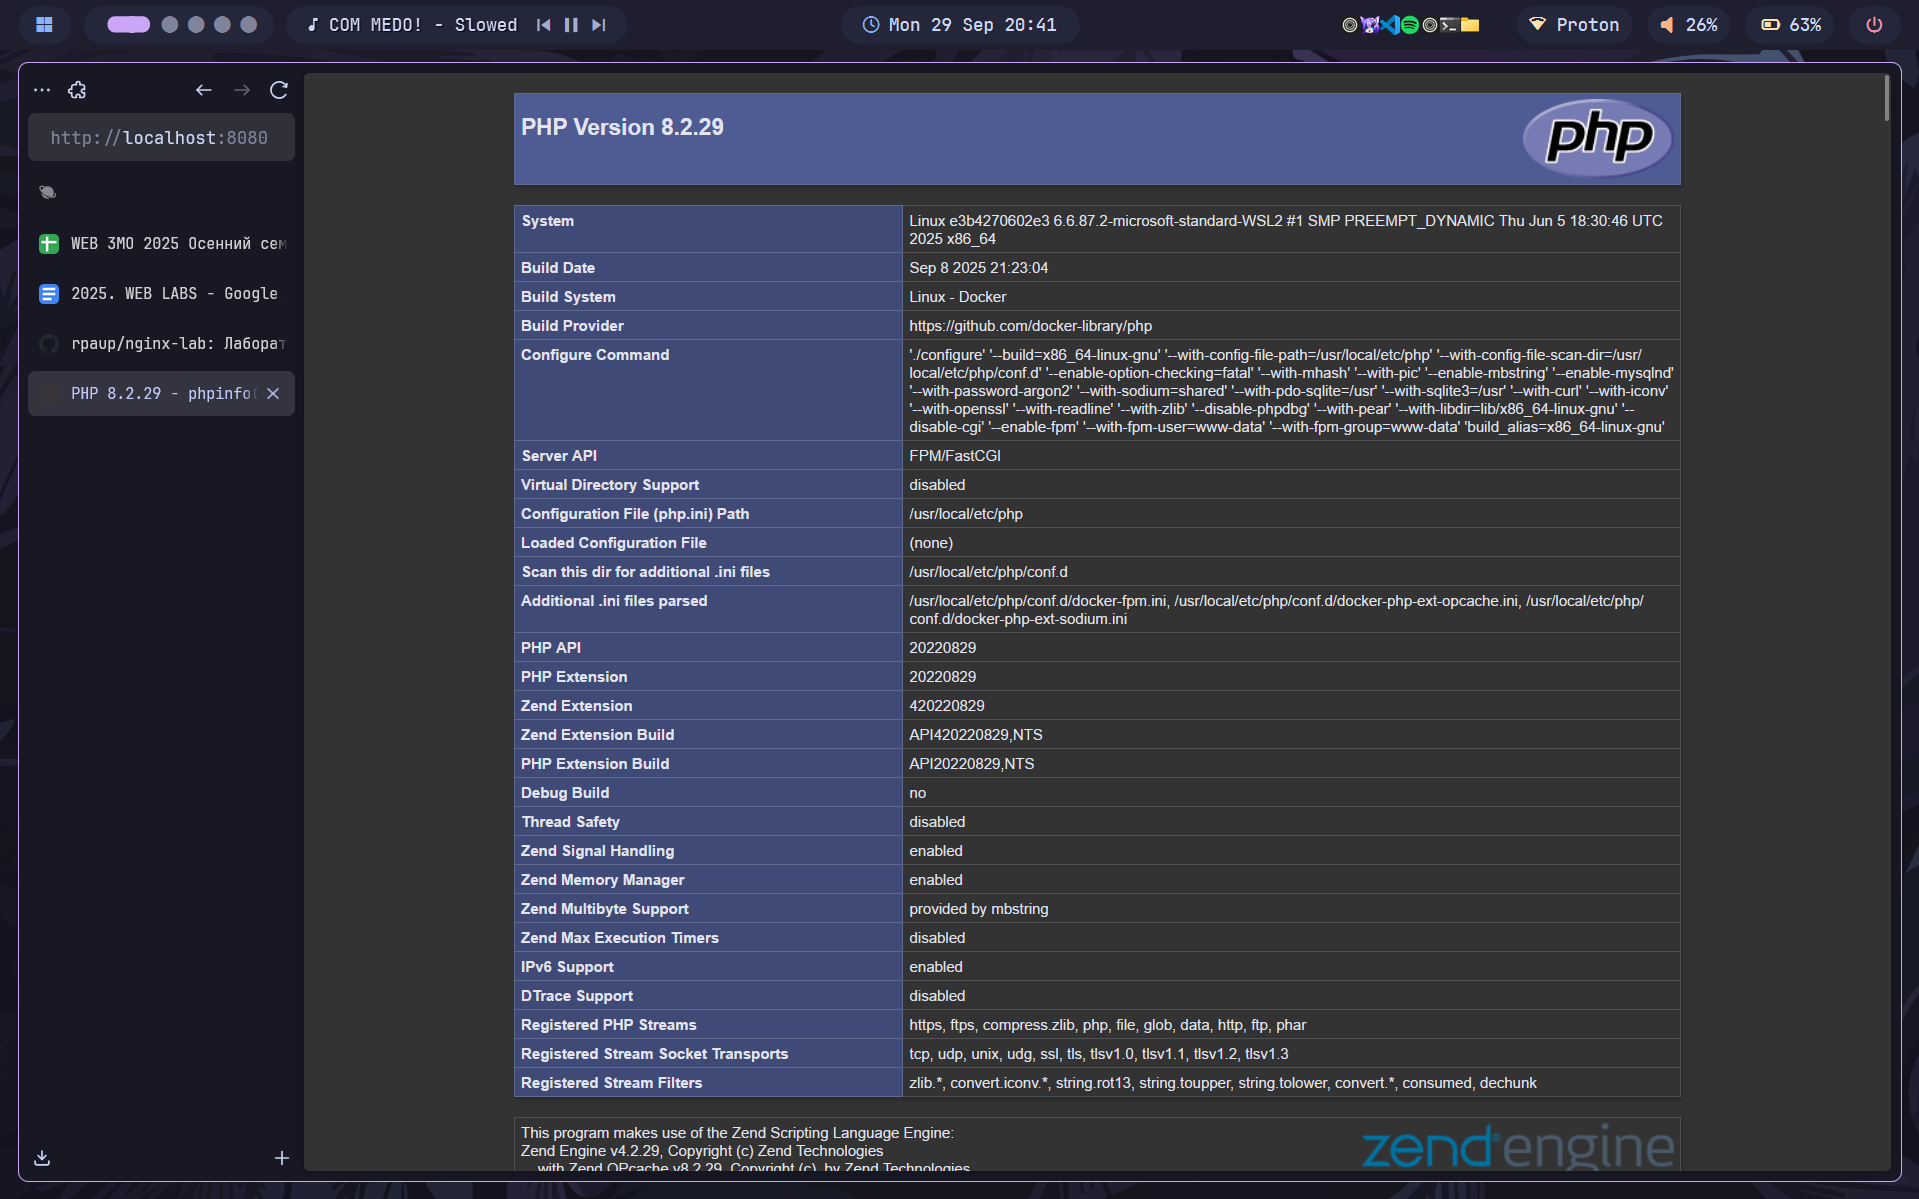 COM MEDO! - Slowed
Mon 29 Sep 20:41
Proton
26%
63%
http://localhost:8080
WEB ЗМО 2025 Осенний сем
2025. WEB LABS - Google
rpaup/nginx-lab: Лаборат
PHP 8.2.29 - phpinfo(
PHP Version 8.2.29
php
System
Linux e3b4270602e3 6.6.87.2-microsoft-standard-WSL2 #1 SMP PREEMPT_DYNAMIC Thu Jun 5 18:30:46 UTC
2025 x86_64
Build Date
Sep 8 2025 21:23:04
Build System
Linux - Docker
Build Provider
https://github.com/docker-library/php
Configure Command
'./configure' '--build=x86_64-linux-gnu' '--with-config-file-path=/usr/local/etc/php' '--with-config-file-scan-dir=/usr/
local/etc/php/conf.d' '--enable-option-checking=fatal' '--with-mhash' '--with-pic' '--enable-mbstring' '--enable-mysqlnd'
'--with-password-argon2' '--with-sodium=shared' '--with-pdo-sqlite=/usr' '--with-sqlite3=/usr' '--with-curl' '--with-iconv'
'--with-openssl' '--with-readline' '--with-zlib' '--disable-phpdbg' '--with-pear' '--with-libdir=lib/x86_64-linux-gnu' '--
disable-cgi' '--enable-fpm' '--with-fpm-user=www-data' '--with-fpm-group=www-data' 'build_alias=x86_64-linux-gnu'
Server API
FPM/FastCGI
Virtual Directory Support
disabled
Configuration File (php.ini) Path
/usr/local/etc/php
Loaded Configuration File
(none)
Scan this dir for additional .ini files
/usr/local/etc/php/conf.d
Additional .ini files parsed
/usr/local/etc/php/conf.d/docker-fpm.ini, /usr/local/etc/php/conf.d/docker-php-ext-opcache.ini, /usr/local/etc/php/
conf.d/docker-php-ext-sodium.ini
PHP API
20220829
PHP Extension
20220829
Zend Extension
420220829
Zend Extension Build
API420220829,NTS
PHP Extension Build
API20220829,NTS
Debug Build
no
Thread Safety
disabled
Zend Signal Handling
enabled
Zend Memory Manager
enabled
Zend Multibyte Support
provided by mbstring
Zend Max Execution Timers
disabled
IPv6 Support
enabled
DTrace Support
disabled
Registered PHP Streams
https, ftps, compress.zlib, php, file, glob, data, http, ftp, phar
Registered Stream Socket Transports
tcp, udp, unix, udg, ssl, tls, tlsv1.0, tlsv1.1, tlsv1.2, tlsv1.3
Registered Stream Filters
zlib.*, convert.iconv.*, string.rot13, string.toupper, string.tolower, convert.*, consumed, dechunk
This program makes use of the Zend Scripting Language Engine:
Zend Engine v4.2.29, Copyright (c) Zend Technologies
with Zend OPcache v8.2.29, Copyright (c), by Zend Technologies
zend engine